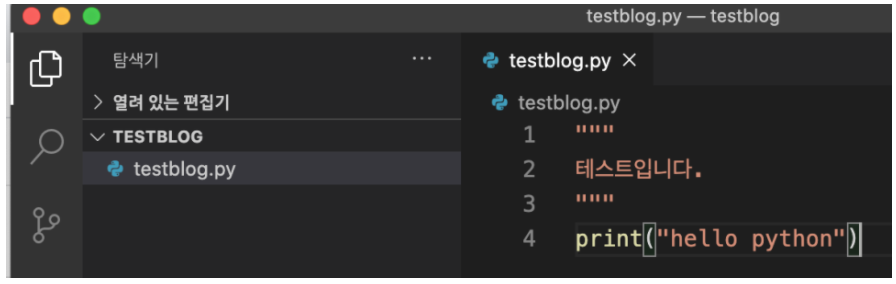 testblog.py — testblog
탐색기 ...
> 열려 있는 편집기
TESTBLOG
testblog.py
testblog.py ×
testblog.py
1 """
2 테스트입니다.
3 """
4 print("hello python")